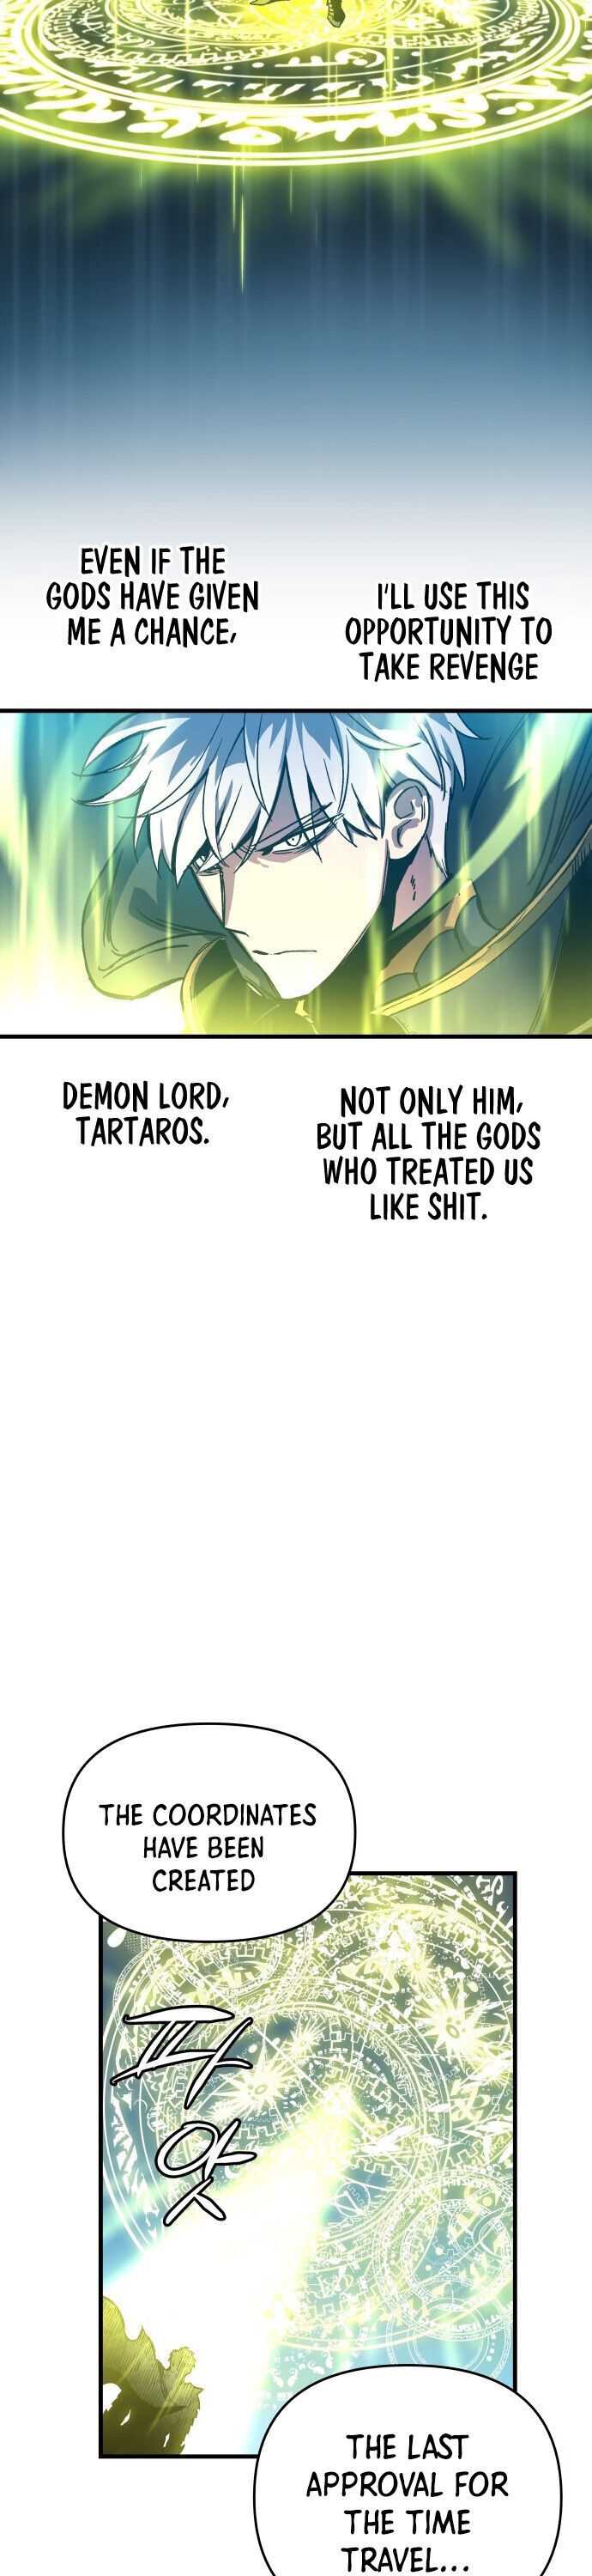 EVEN IF THE
GODS HAVE GIVEN
ME A CHANCE,
I'LL USE THIS
OPPORTUNITY TO
TAKE REVENGE
DEMON LORD,
TARTAROS.
NOT ONLY HIM,
BUT ALL THE GODS
WHO TREATED US
LIKE SHIT.
THE COORDINATES
HAVE BEEN
CREATED
파
앗
THE LAST
APPROVAL FOR
THE TIME
TRAVEL...